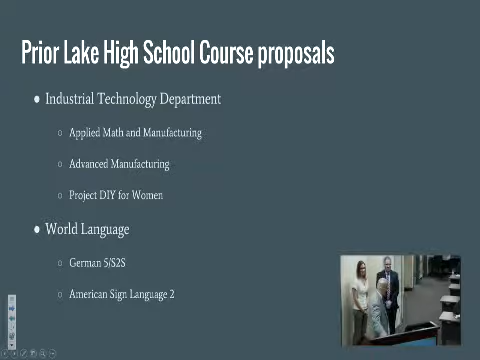 Prior Lake High School Course proposals
Industrial Technology Department
Applied Math and Manufacturing
Advanced Manufacturing
Project DIY for Women
World Language
German 5/S2S
American Sign Language 2